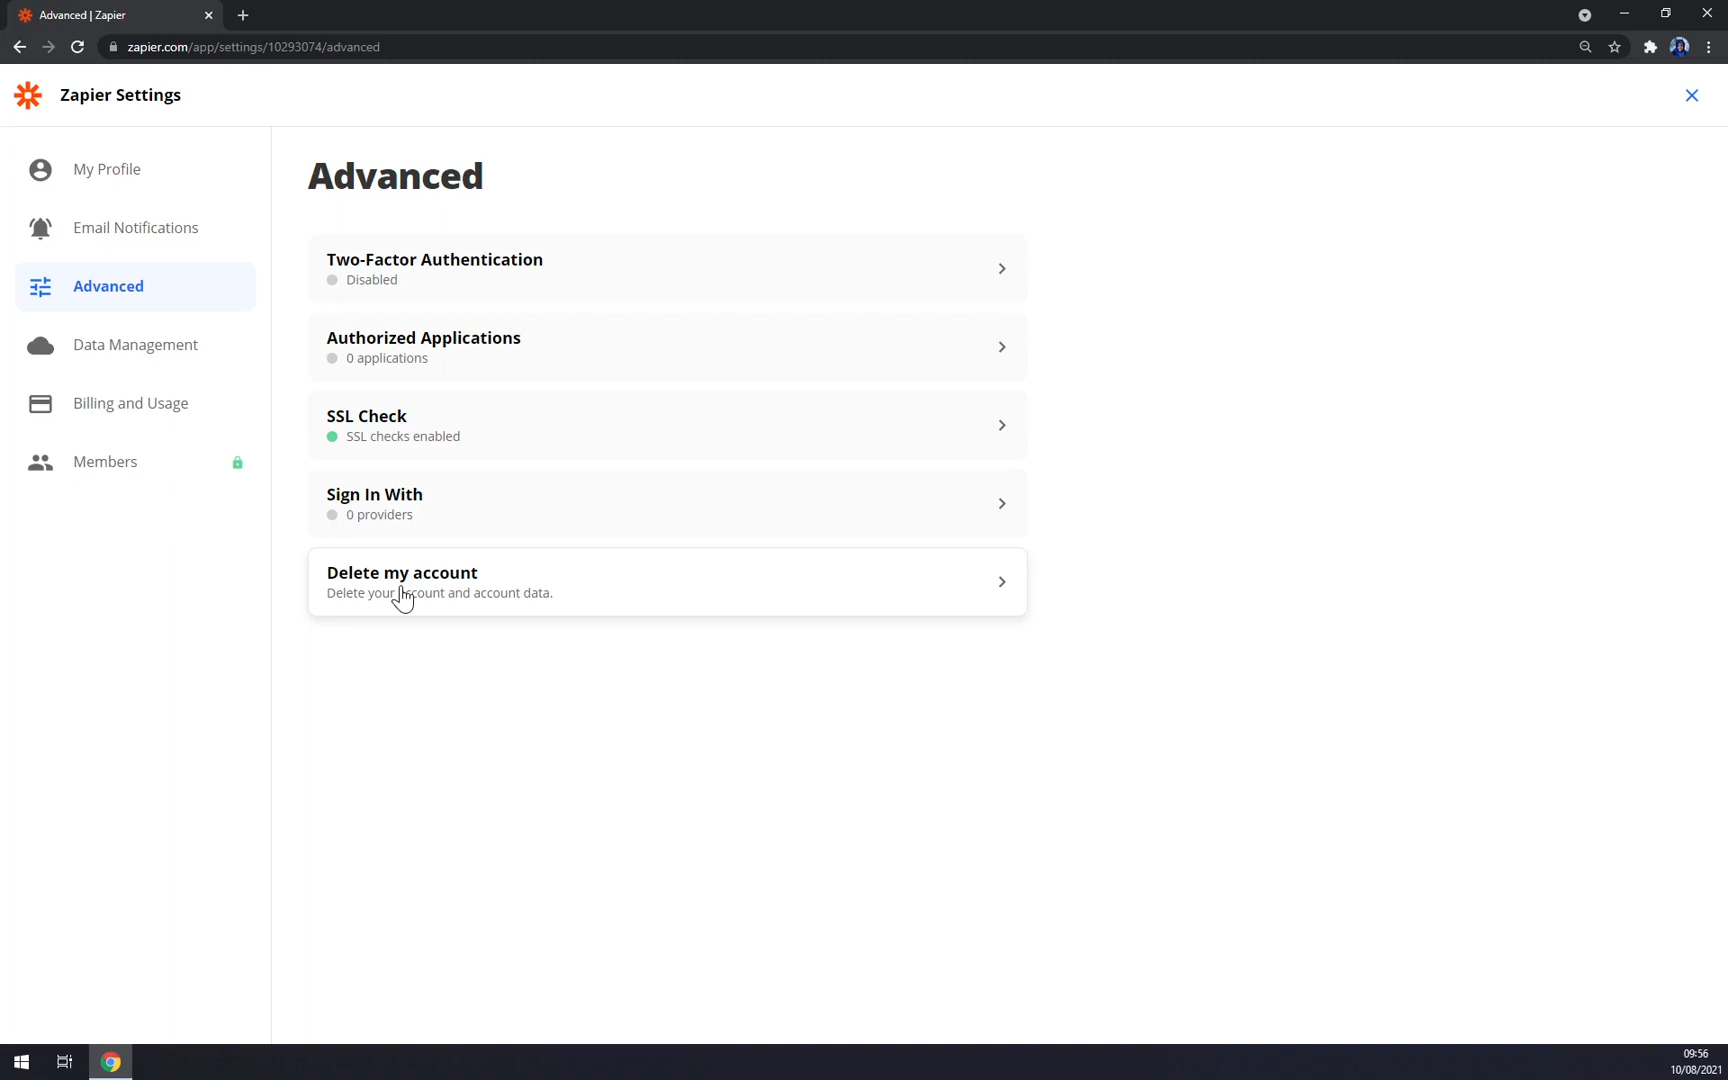 Advanced | Zapier
zapier.com/app/settings/10293074/advanced
Zapier Settings
My Profile
Email Notifications
Advanced
Data Management
Billing and Usage
Members
Advanced
Two-Factor Authentication
Disabled
Authorized Applications
0 applications
SSL Check
SSL checks enabled
Sign In With
0 providers
Delete my account
Delete your account and account data.
09:56
10/08/2021